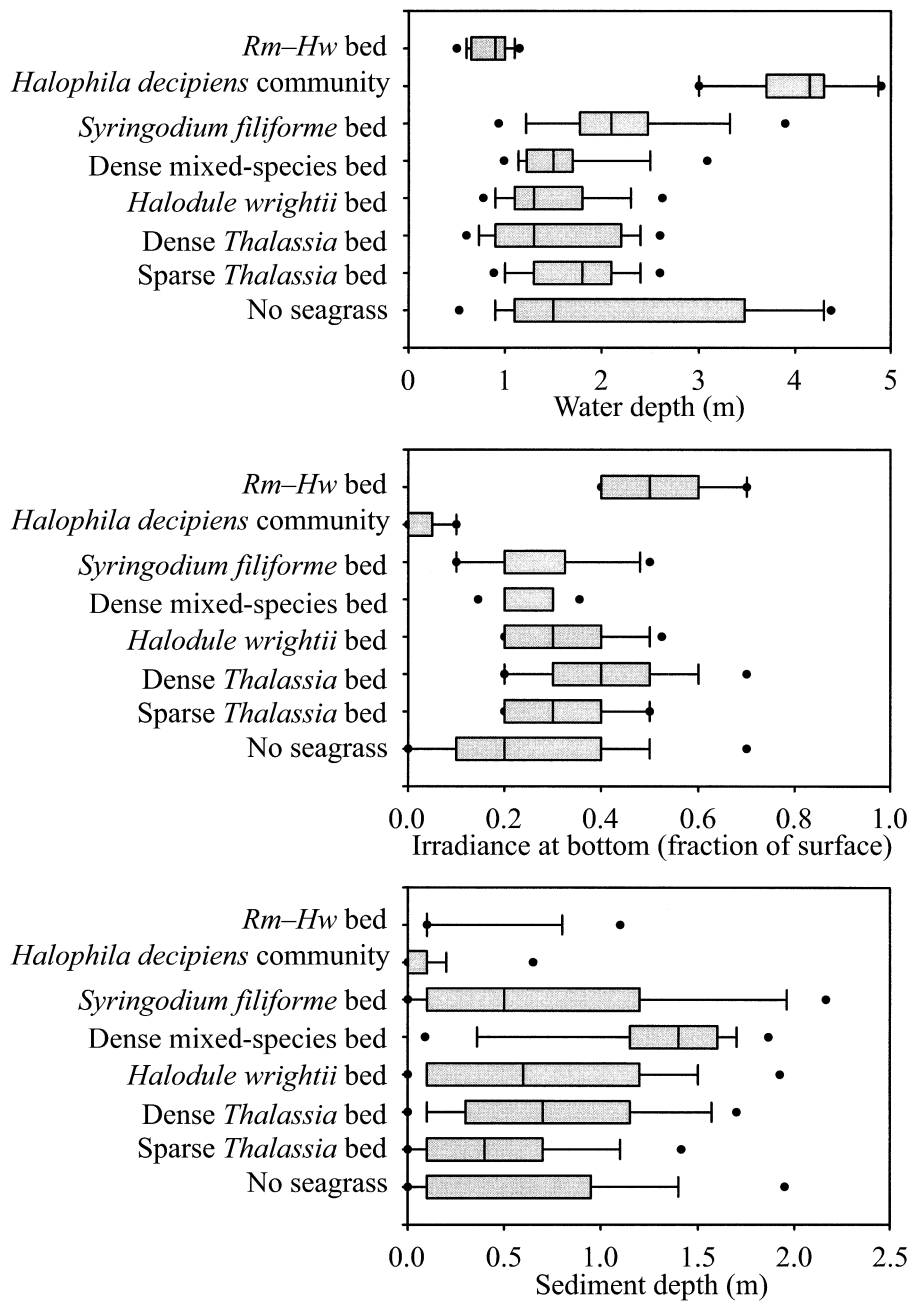 Rm–Hw bed
Halophila decipiens community
Syringodium filiforme bed
Dense mixed-species bed
Halodule wrightii bed
Dense Thalassia bed
Sparse Thalassia bed
No seagrass
0 1 2 3 4 5
Water depth (m)
Rm–Hw bed
Halophila decipiens community
Syringodium filiforme bed
Dense mixed-species bed
Halodule wrightii bed
Dense Thalassia bed
Sparse Thalassia bed
No seagrass
0.0 0.2 0.4 0.6 0.8 1.0
Irradiance at bottom (fraction of surface)
Rm–Hw bed
Halophila decipiens community
Syringodium filiforme bed
Dense mixed-species bed
Halodule wrightii bed
Dense Thalassia bed
Sparse Thalassia bed
No seagrass
0.0 0.5 1.0 1.5 2.0 2.5
Sediment depth (m)